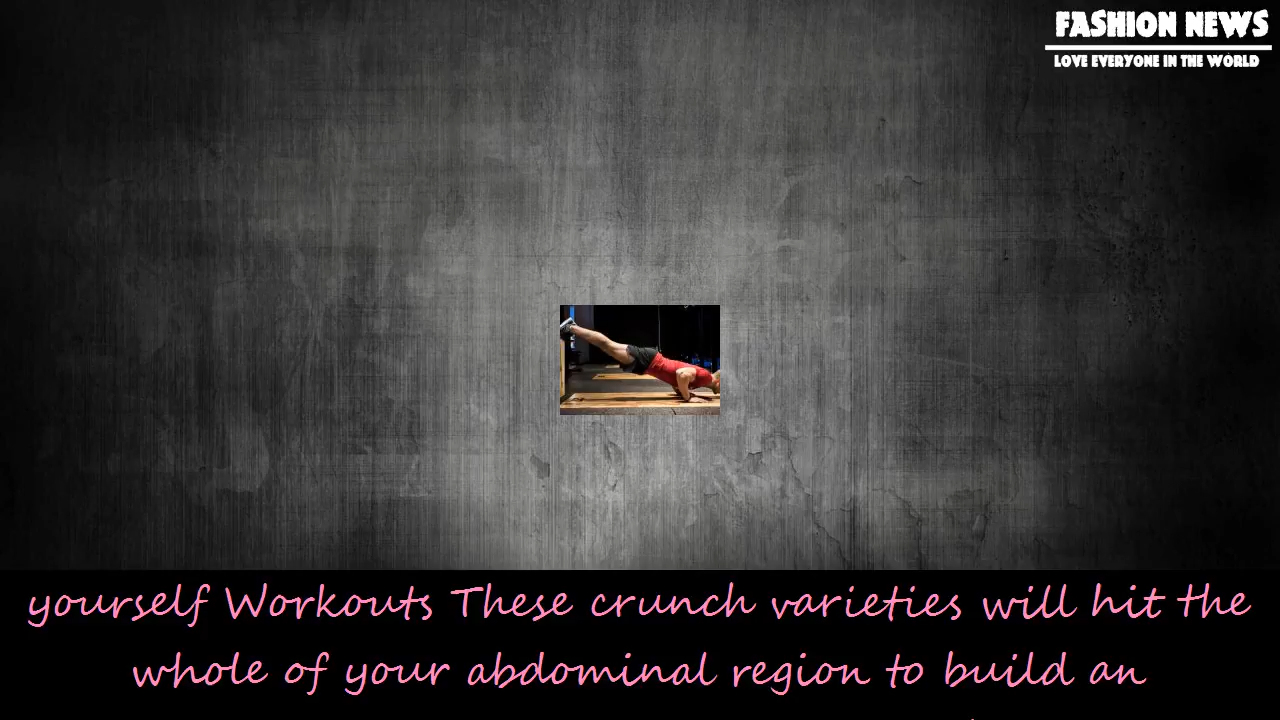 FASHION NEWS
LOVE EVERYONE IN THE WORLD
yourself Workouts These crunch varieties will hit the
whole of your abdominal region to build an